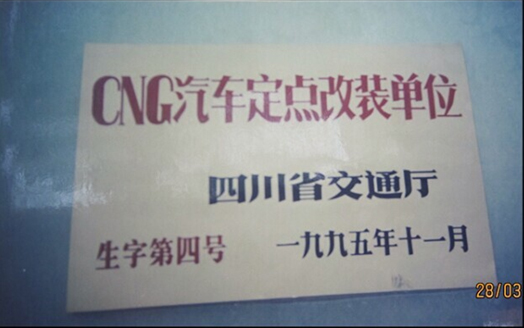 CNG汽车定点改装单位
四川省交通厅
生字第四号 一九九五年十一月
28/03